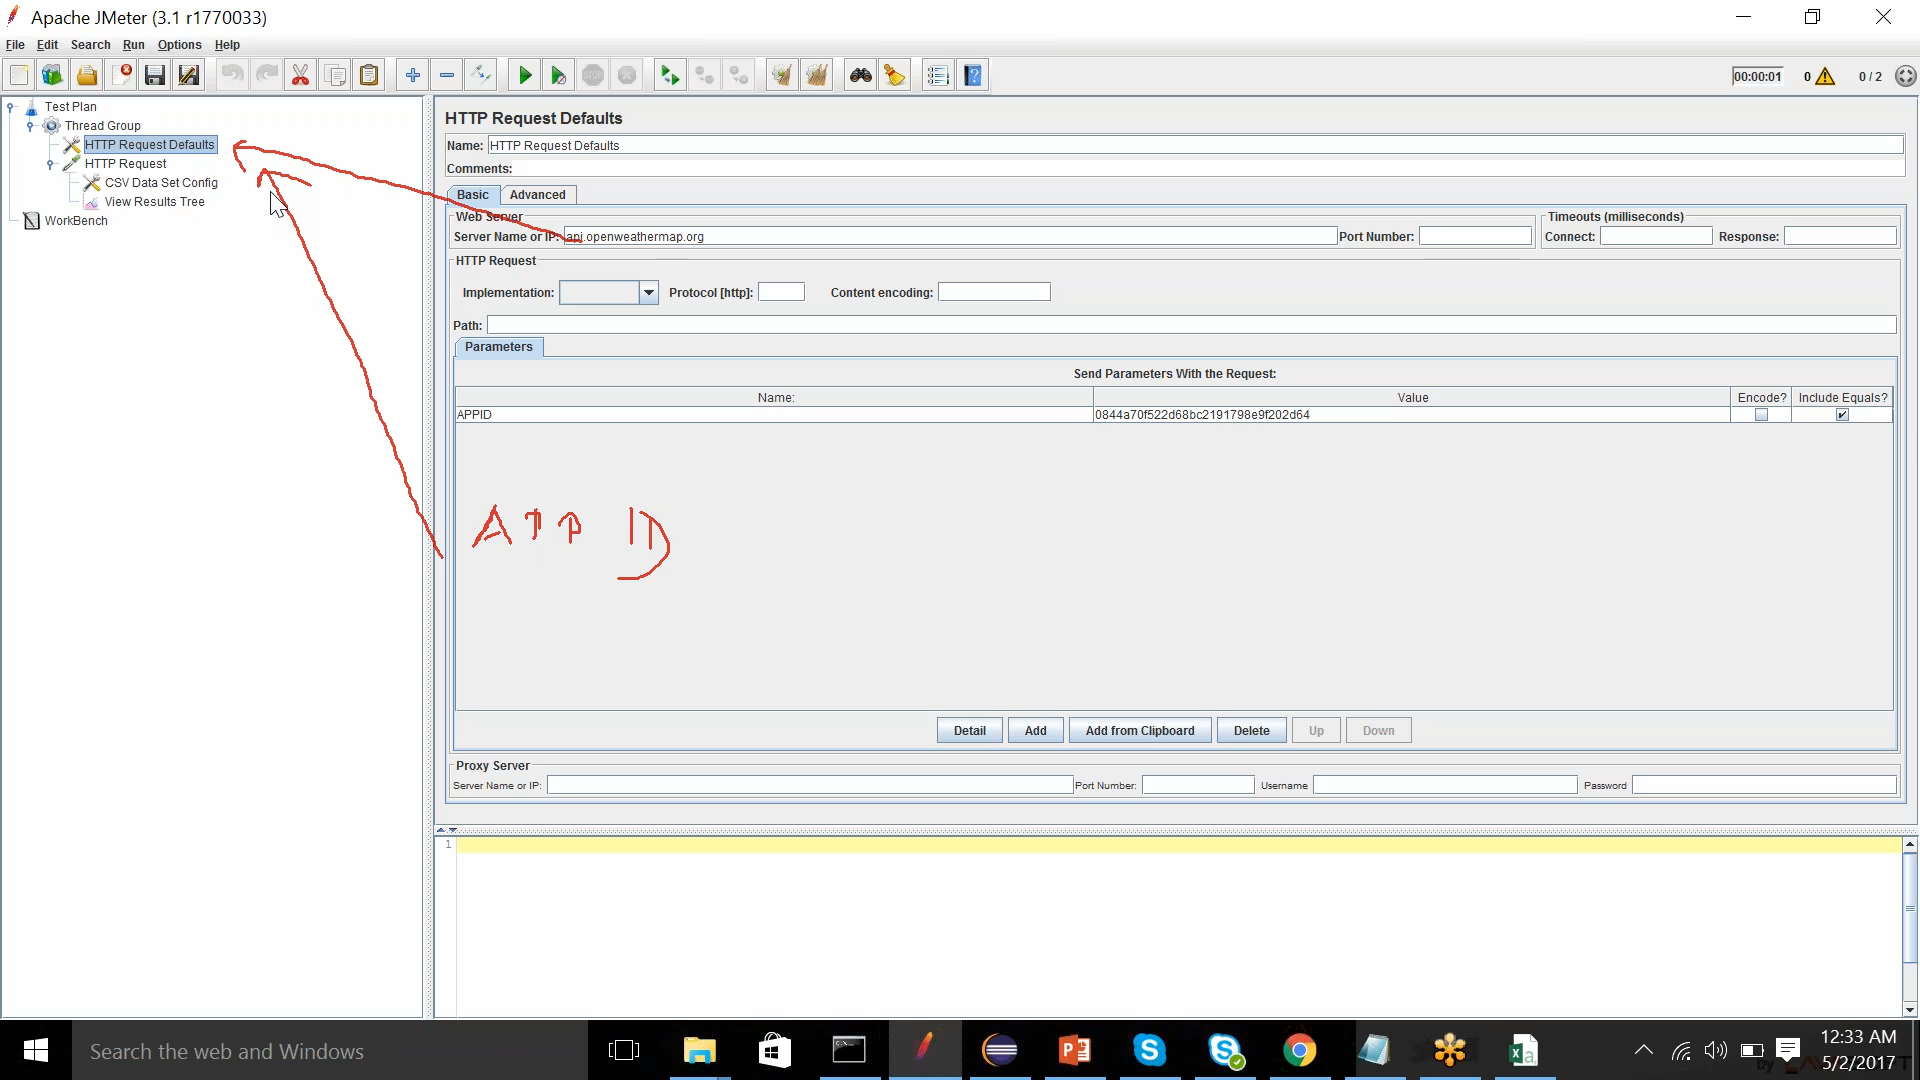 Apache JMeter (3.1 r1770033)
File Edit Search Run Options Help
00:00:01 0 0 / 2
Test Plan
Thread Group
HTTP Request Defaults
HTTP Request
CSV Data Set Config
View Results Tree
WorkBench
HTTP Request Defaults
Name: HTTP Request Defaults
Comments:
Basic Advanced
Web Server
Timeouts (milliseconds)
Server Name or IP: api.openweathermap.org Port Number: Connect: Response:
HTTP Request
Implementation: Protocol [http]: Content encoding:
Path:
Parameters
Send Parameters With the Request:
Name: Value Encode? Include Equals?
APPID 0844a70f522d68bc2191798e9f202d64
APP ID
Detail Add Add from Clipboard Delete Up Down
Proxy Server
Server Name or IP: Port Number: Username Password
1
Search the web and Windows
12:33 AM
5/2/2017
by